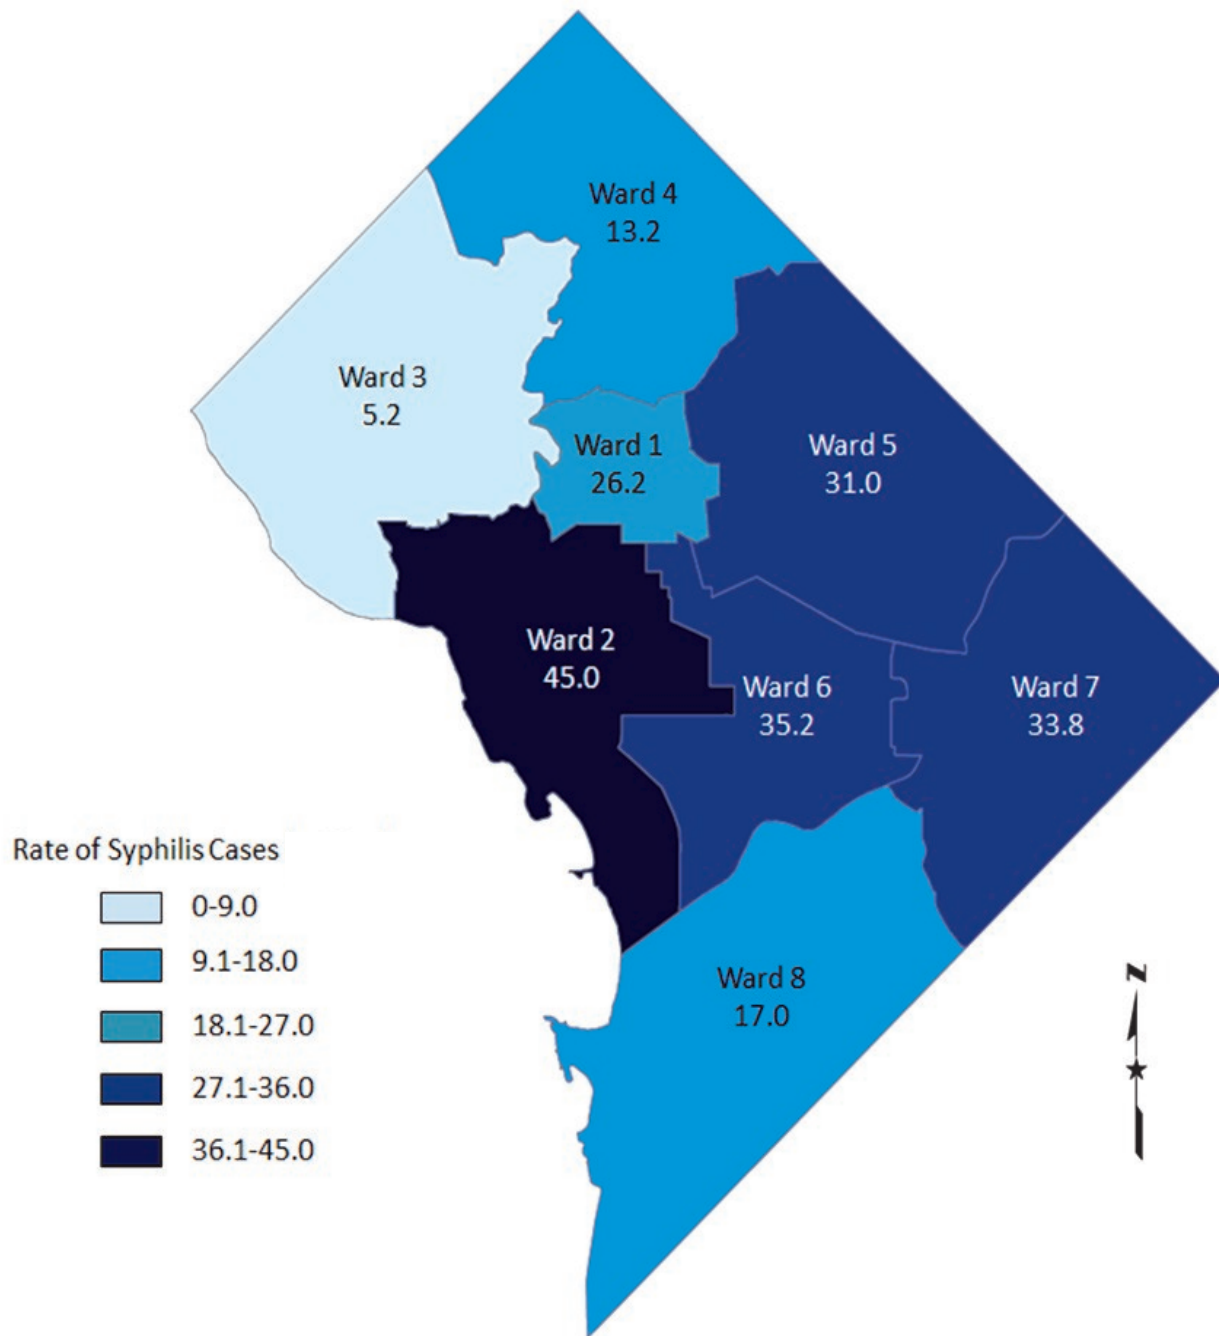 Ward 4
13.2
Ward 3
5.2
Ward 1
26.2
Ward 5
31.0
Ward 2
45.0
Ward 6
35.2
Ward 7
33.8
Rate of Syphilis Cases
0-9.0
9.1-18.0
18.1-27.0
27.1-36.0
36.1-45.0
Ward 8
17.0
N